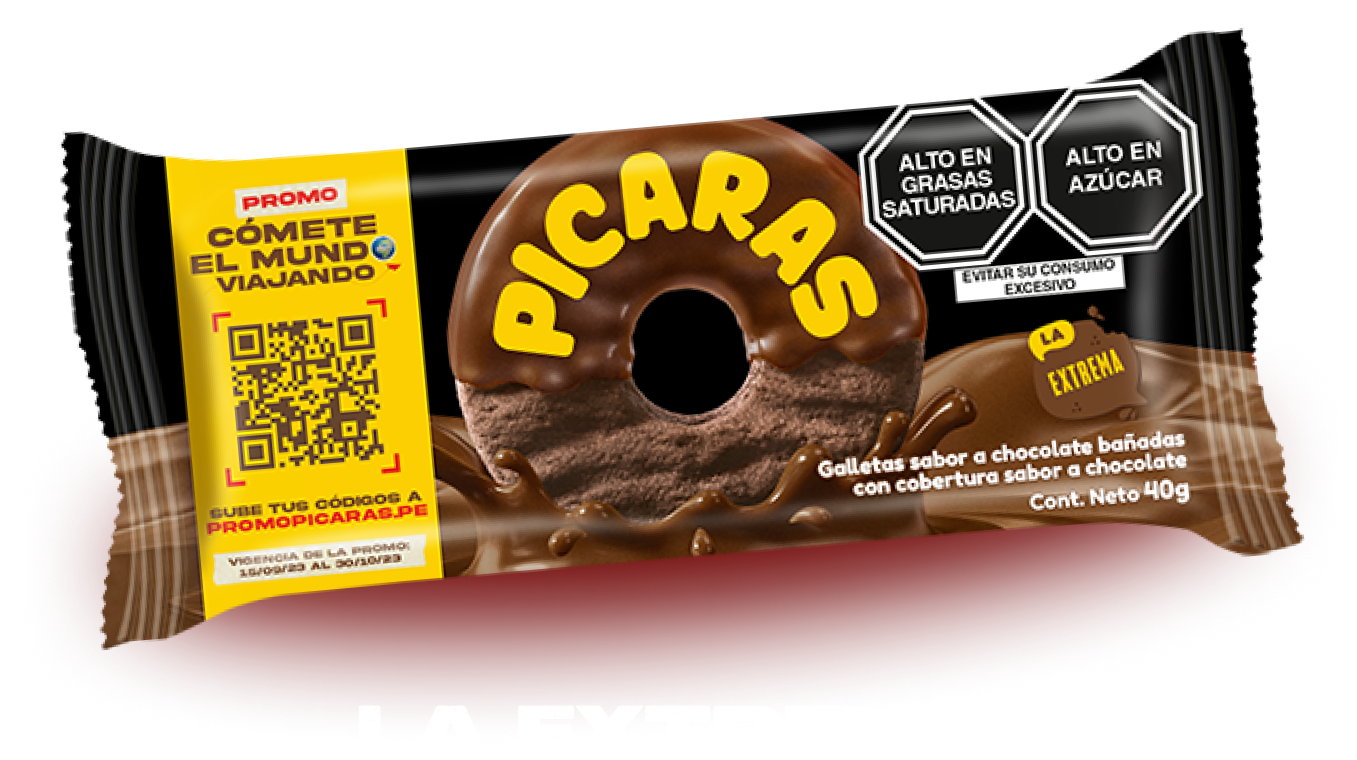 PROMO
CÓMETE
EL MUNDO
VIAJANDO
SUBE TUS CÓDIGOS A
PROMOPICARAS.PE
VIGENCIA DE LA PROMO:
15/09/23 AL 30/10/23
PICARAS
ALTO EN
GRASAS
SATURADAS
ALTO EN
AZÚCAR
EVITAR SU CONSUMO
EXCESIVO
LA
EXTREMA
Galletas sabor a chocolate bañadas
con cobertura sabor a chocolate
Cont. Neto 40g